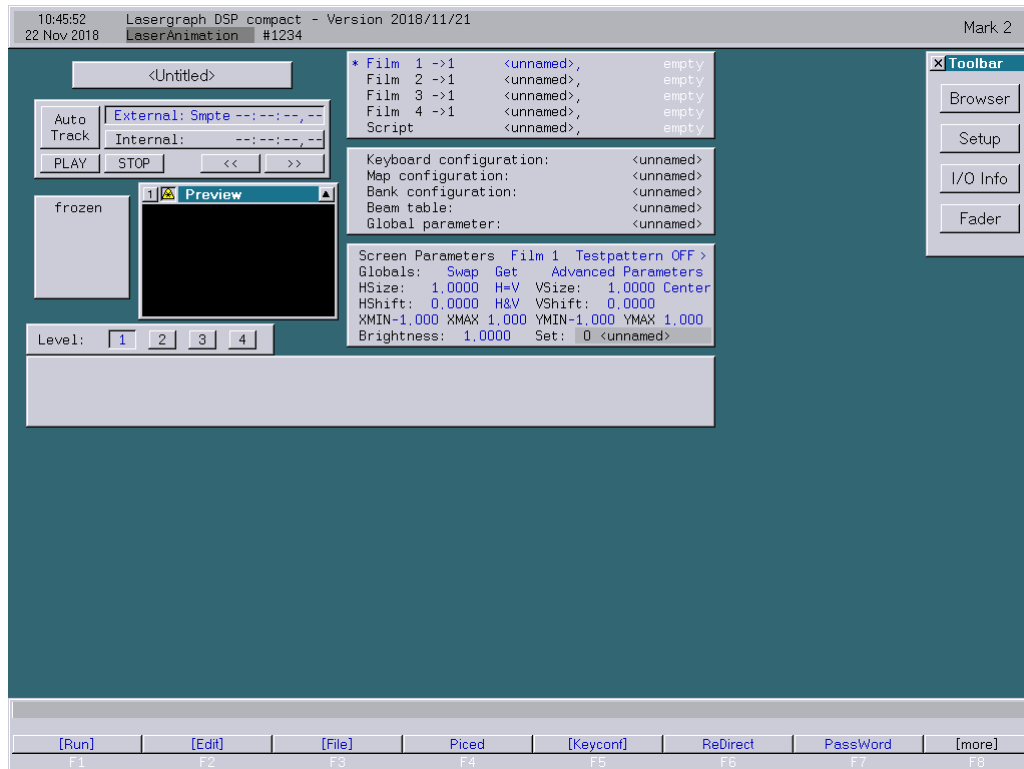 10:45:52 Lasergraph DSP compact - Version 2018/11/21
22 Nov 2018 LaserAnimation #1234
Mark 2
<Untitled>
Auto Track
External: Smpte --:--:--,--
Internal: --:--:--,--
PLAY STOP << >>
frozen
1 Preview
Level: 1 2 3 4
* Film 1 ->1 <unnamed>, empty
Film 2 ->1 <unnamed>, empty
Film 3 ->1 <unnamed>, empty
Film 4 ->1 <unnamed>, empty
Script <unnamed>, empty
Keyboard configuration: <unnamed>
Map configuration: <unnamed>
Bank configuration: <unnamed>
Beam table: <unnamed>
Global parameter: <unnamed>
Screen Parameters Film 1 Testpattern OFF >
Globals: Swap Get Advanced Parameters
HSize: 1,0000 H=V VSize: 1,0000 Center
HShift: 0,0000 H&V VShift: 0,0000
XMIN-1,000 XMAX 1,000 YMIN-1,000 YMAX 1,000
Brightness: 1,0000 Set: 0 <unnamed>
X Toolbar
Browser
Setup
I/O Info
Fader
[Run] [Edit] [File] Piced [Keyconf] ReDirect PassWord [more]
F1 F2 F3 F4 F5 F6 F7 F8